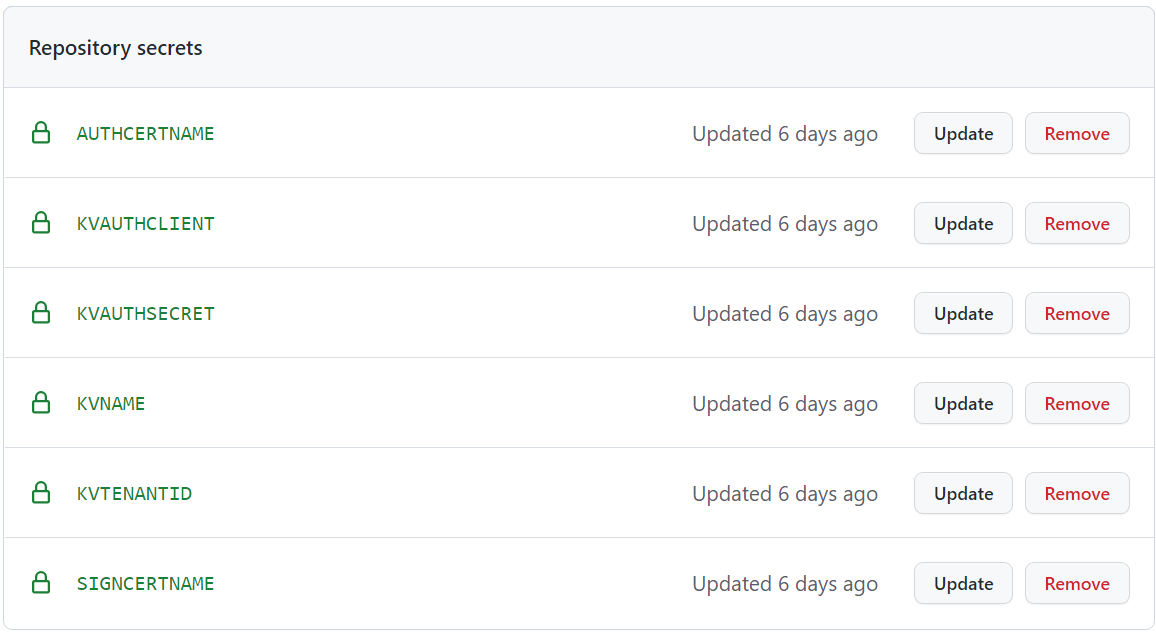 Repository secrets
AUTHCERTNAME Updated 6 days ago Update Remove
KVAUTHCLIENT Updated 6 days ago Update Remove
KVAUTHSECRET Updated 6 days ago Update Remove
KVNAME Updated 6 days ago Update Remove
KVTENANTID Updated 6 days ago Update Remove
SIGNCERTNAME Updated 6 days ago Update Remove